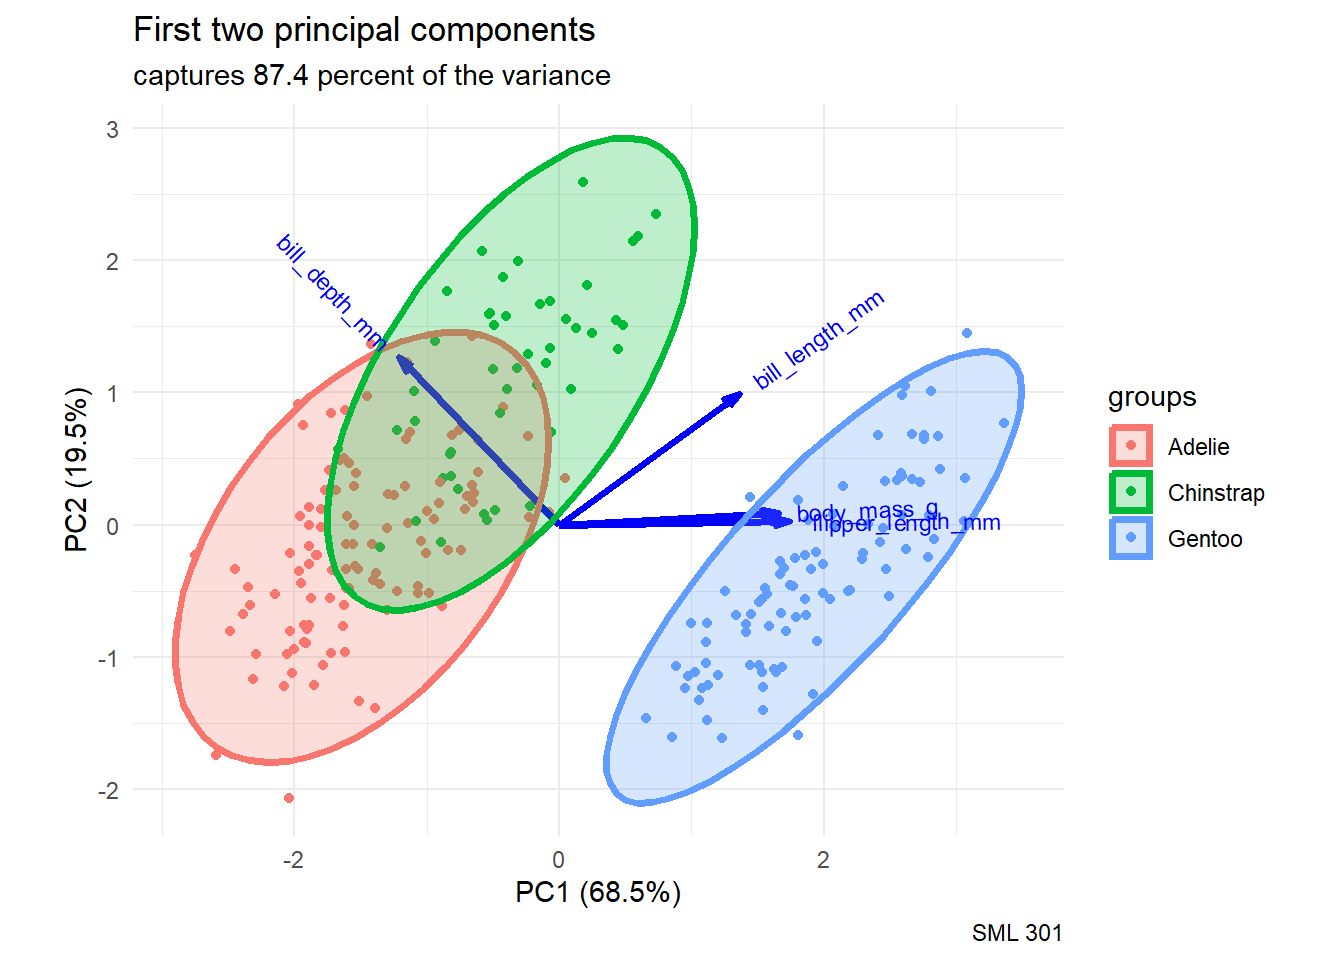 First two principal components
captures 87.4 percent of the variance
3
2
1
0
-1
-2
PC2 (19.5%)
bill_depth_mm
bill_length_mm
body_mass_g
flipper_length_mm
-2
0
2
PC1 (68.5%)
groups
Adelie
Chinstrap
Gentoo
SML 301